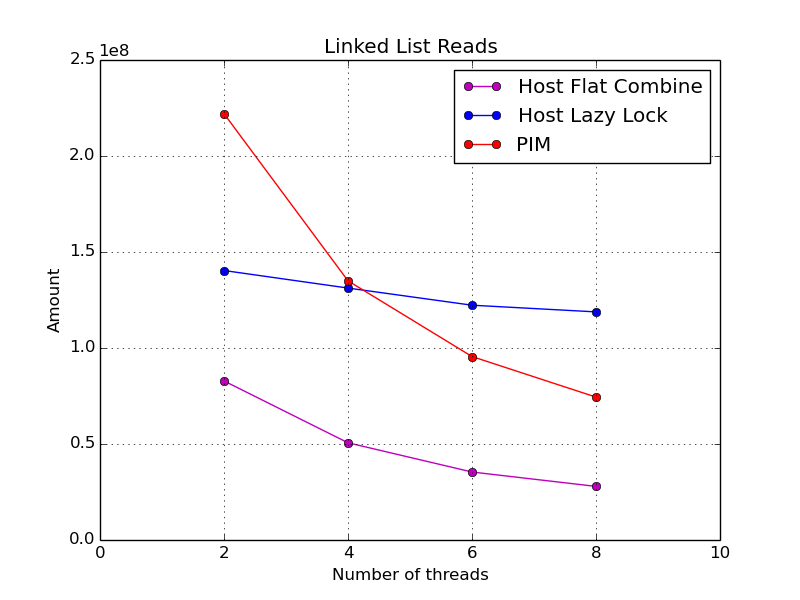 Linked List Reads
1e8
2.5
2.0
1.5
1.0
0.5
0.0
Amount
Host Flat Combine
Host Lazy Lock
PIM
0 2 4 6 8 10
Number of threads